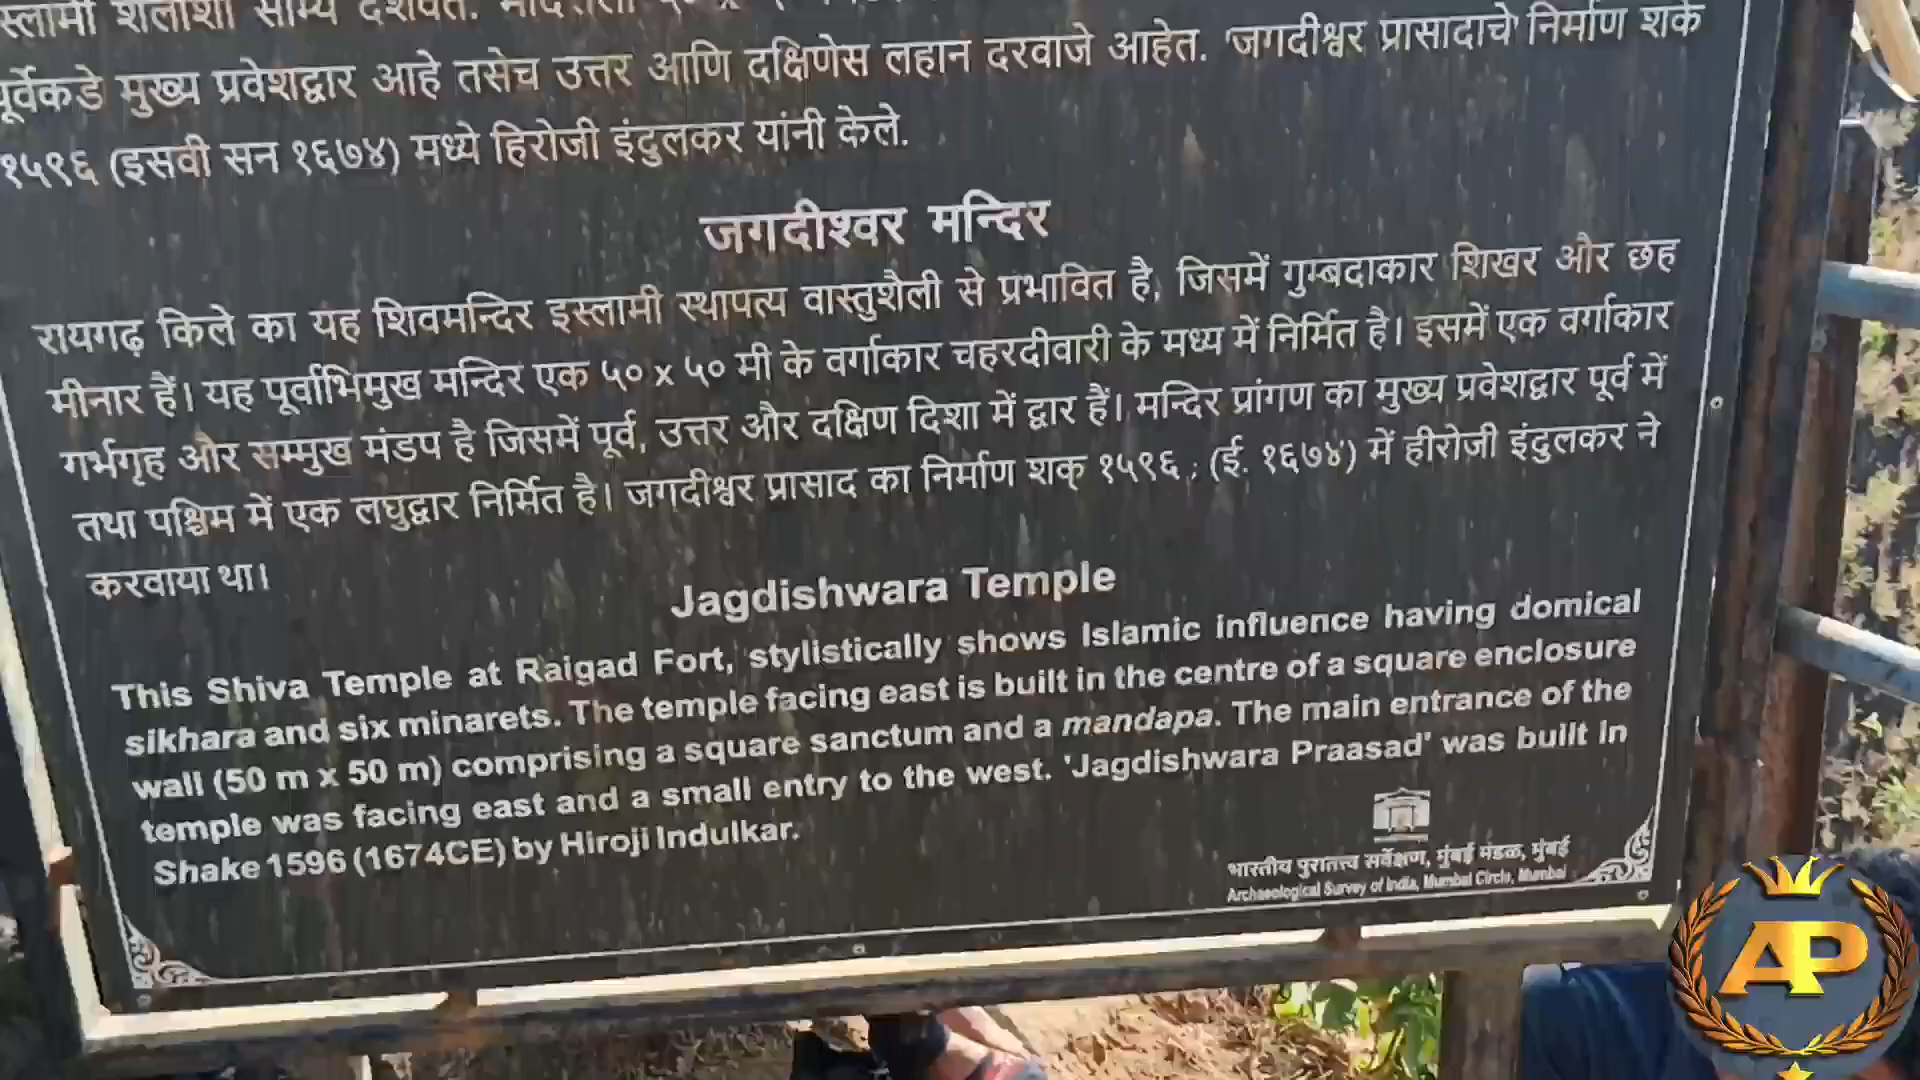 स्लामी शैलीशी साम्य दर्शवते.
पूर्वेकडे मुख्य प्रवेशद्वार आहे तसेच उत्तर आणि दक्षिणेस लहान दरवाजे आहेत. 'जगदीश्वर प्रासादाचे' निर्माण शके
१५९६ (इसवी सन १६७४) मध्ये हिरोजी इंदुलकर यांनी केले.
जगदीश्वर मन्दिर
रायगढ़ किले का यह शिवमन्दिर इस्लामी स्थापत्य वास्तुशैली से प्रभावित है, जिसमें गुम्बदाकार शिखर और छह
मीनार हैं। यह पूर्वाभिमुख मन्दिर एक ५० x ५० मी के वर्गाकार चहरदीवारी के मध्य में निर्मित है। इसमें एक वर्गाकार
गर्भगृह और सम्मुख मंडप है जिसमें पूर्व, उत्तर और दक्षिण दिशा में द्वार हैं। मन्दिर प्रांगण का मुख्य प्रवेशद्वार पूर्व में
तथा पश्चिम में एक लघुद्वार निर्मित है। जगदीश्वर प्रासाद का निर्माण शक् १५९६ ; (ई. १६७४) में हीरोजी इंदुलकर ने
करवाया था।
Jagdishwara Temple
This Shiva Temple at Raigad Fort, stylistically shows Islamic influence having domical
sikhara and six minarets. The temple facing east is built in the centre of a square enclosure
wall (50 m x 50 m) comprising a square sanctum and a mandapa. The main entrance of the
temple was facing east and a small entry to the west. 'Jagdishwara Praasad' was built in
Shake 1596 (1674CE) by Hiroji Indulkar.
भारतीय पुरातत्त्व सर्वेक्षण, मुंबई मंडळ, मुंबई
Archaeological Survey of India, Mumbai Circle, Mumbai
AP